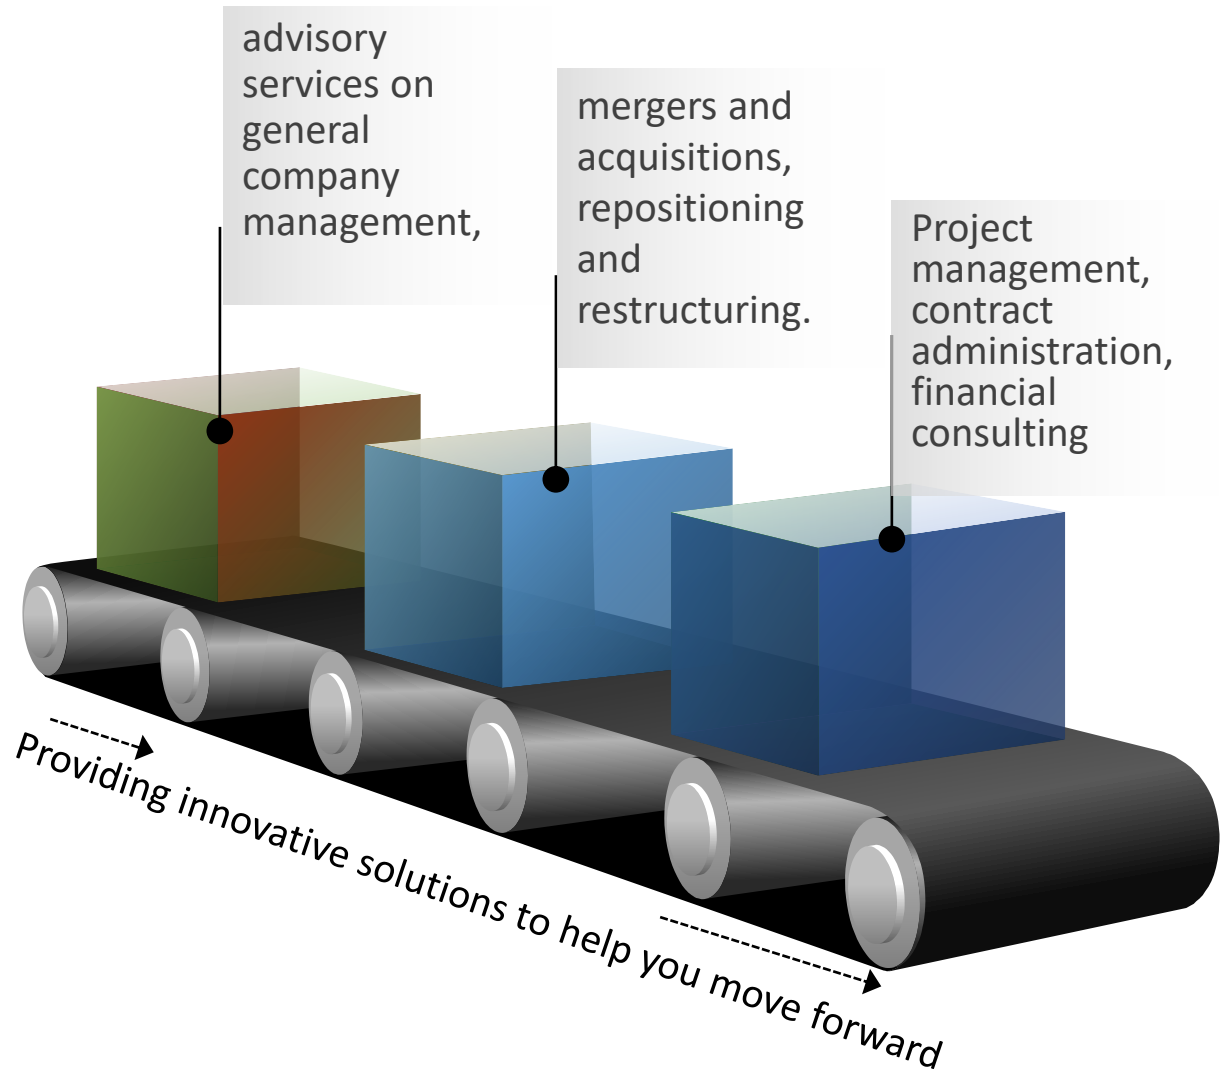 advisory
services on
general
company
management,
mergers and
acquisitions,
repositioning
and
restructuring.
Project
management,
contract
administration,
financial
consulting
Providing innovative solutions to help you move forward